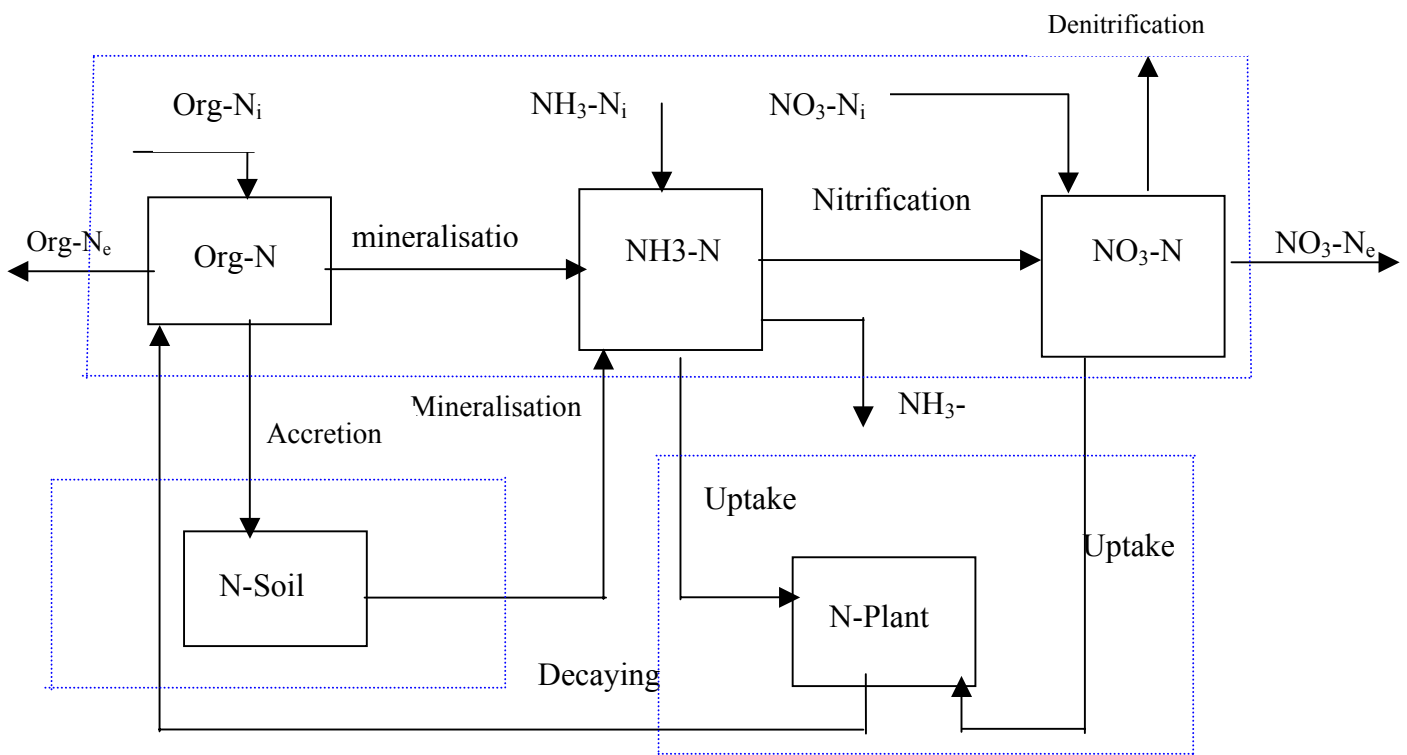 Denitrification
Org-Nᵢ
NH₃-Nᵢ
NO₃-Nᵢ
Nitrification
Org-Nₑ
Org-N
mineralisatio
NH3-N
NO₃-N
NO₃-Nₑ
Mineralisation
NH₃-
Accretion
Uptake
Uptake
N-Soil
N-Plant
Decaying